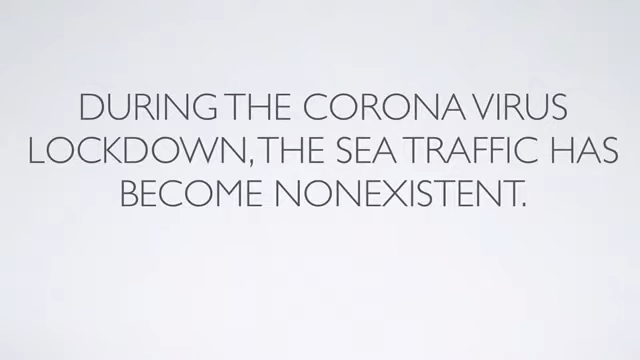 DURING THE CORONA VIRUS
LOCKDOWN, THE SEA TRAFFIC HAS
BECOME NONEXISTENT.